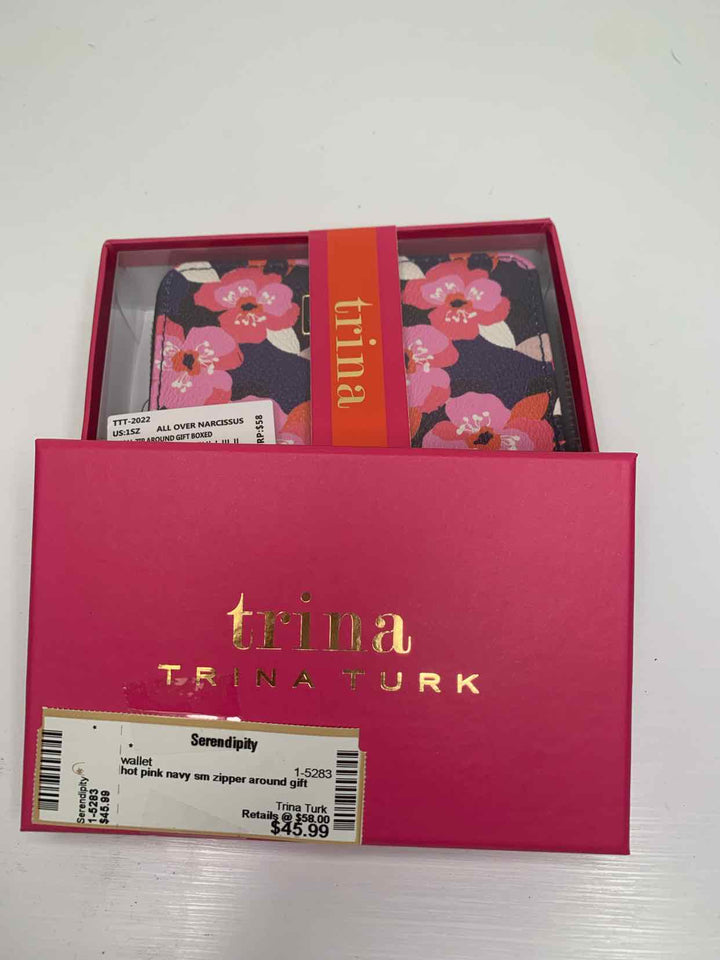 trina
TTT-2022
ALL OVER NARCISSUS
US:1SZ
AROUND GIFT BOXED
RP:$58
trina
TRINA TURK
Serendipity
wallet
1-5283
hot pink navy sm zipper around gift
Trina Turk
Retails @ $58.00
$45.99
Serendipity
1-5283
$45.99